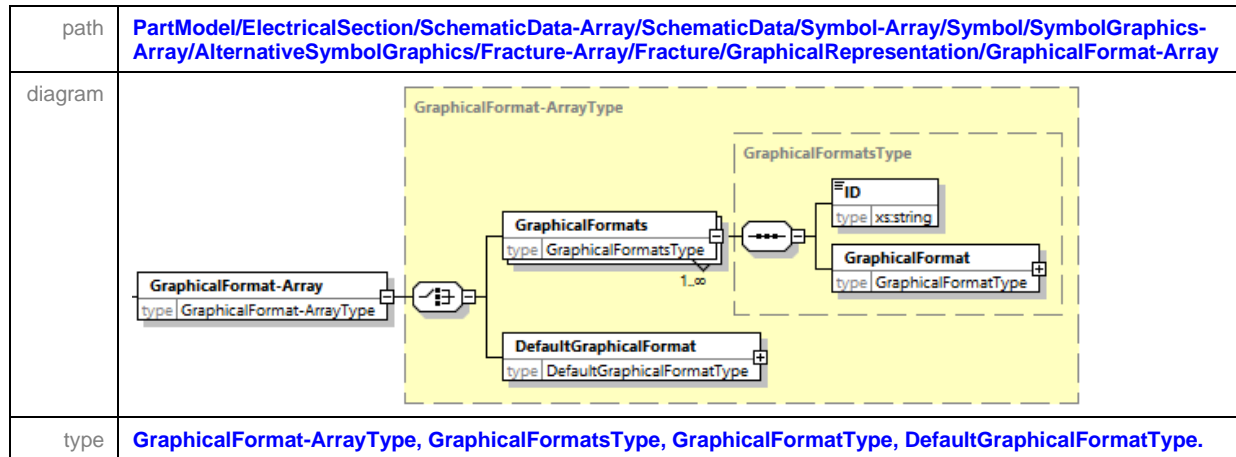 path
PartModel/ElectricalSection/SchematicData-Array/SchematicData/Symbol-Array/Symbol/SymbolGraphics-
Array/AlternativeSymbolGraphics/Fracture-Array/Fracture/GraphicalRepresentation/GraphicalFormat-Array
diagram
GraphicalFormat-ArrayType
GraphicalFormatsType
ID
type xs:string
GraphicalFormats
type GraphicalFormatsType
1..∞
GraphicalFormat
type GraphicalFormatType
GraphicalFormat-Array
type GraphicalFormat-ArrayType
DefaultGraphicalFormat
type DefaultGraphicalFormatType
type
GraphicalFormat-ArrayType, GraphicalFormatsType, GraphicalFormatType, DefaultGraphicalFormatType.